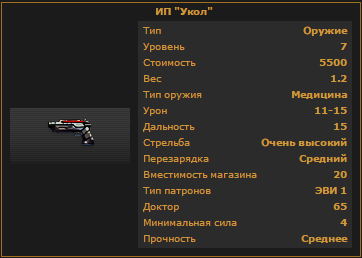 ИП "Укол"
Тип Оружие
Уровень 7
Стоимость 5500
Вес 1.2
Тип оружия Медицина
Урон 11-15
Дальность 15
Стрельба Очень высокий
Перезарядка Средний
Вместимость магазина 20
Тип патронов ЭВИ 1
Доктор 65
Минимальная сила 4
Прочность Среднее